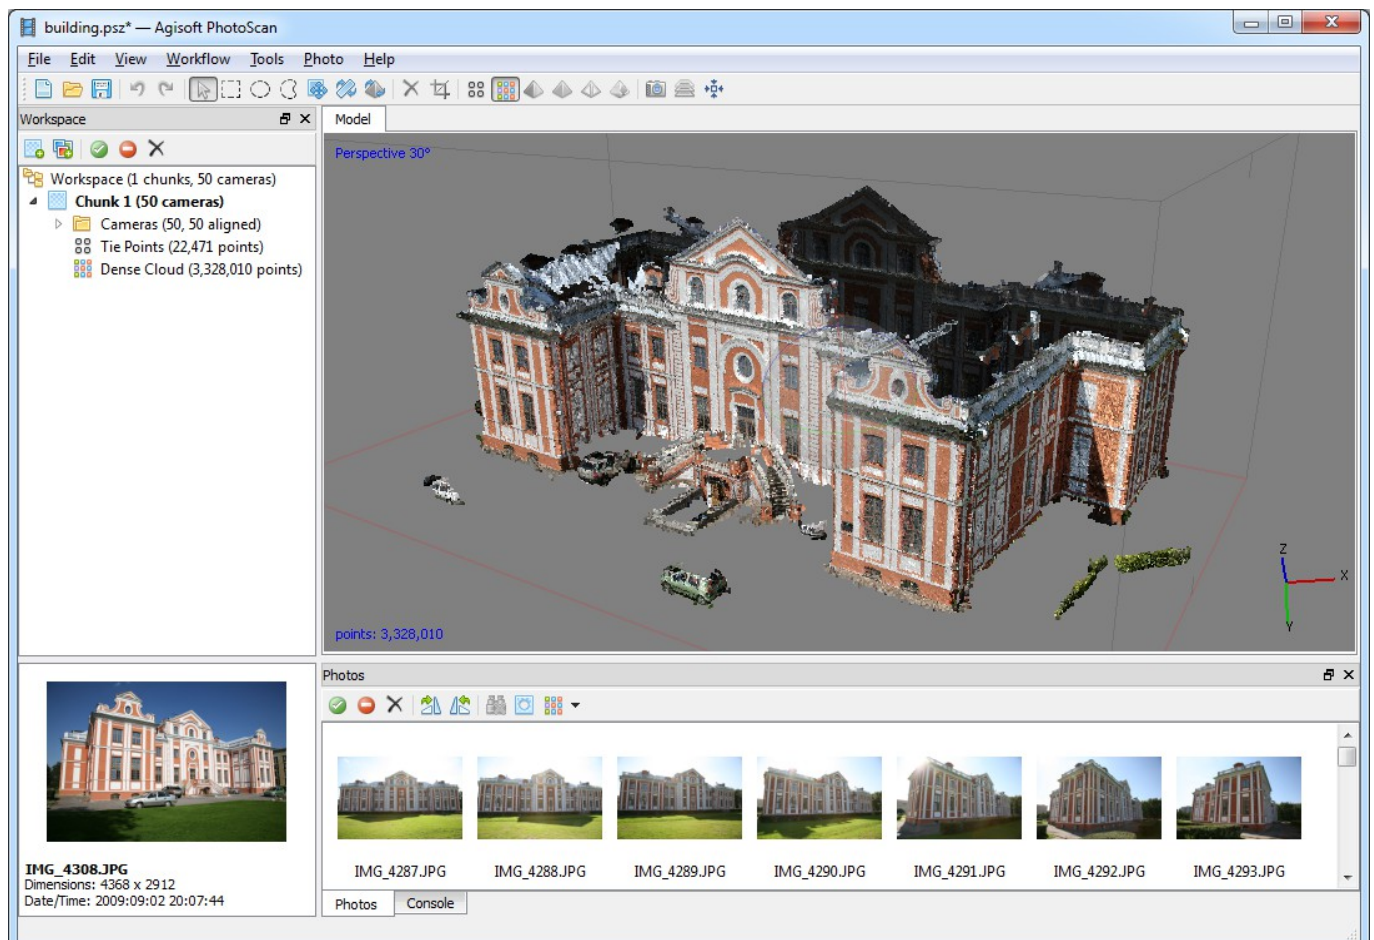 building.psz* — Agisoft PhotoScan
File Edit View Workflow Tools Photo Help
Workspace
Model
Perspective 30°
Workspace (1 chunks, 50 cameras)
Chunk 1 (50 cameras)
Cameras (50, 50 aligned)
Tie Points (22,471 points)
Dense Cloud (3,328,010 points)
Z
X
Y
points: 3,328,010
Photos
IMG_4287.JPG IMG_4288.JPG IMG_4289.JPG IMG_4290.JPG IMG_4291.JPG IMG_4292.JPG IMG_4293.JPG
IMG_4308.JPG
Dimensions: 4368 x 2912
Date/Time: 2009:09:02 20:07:44
Photos Console